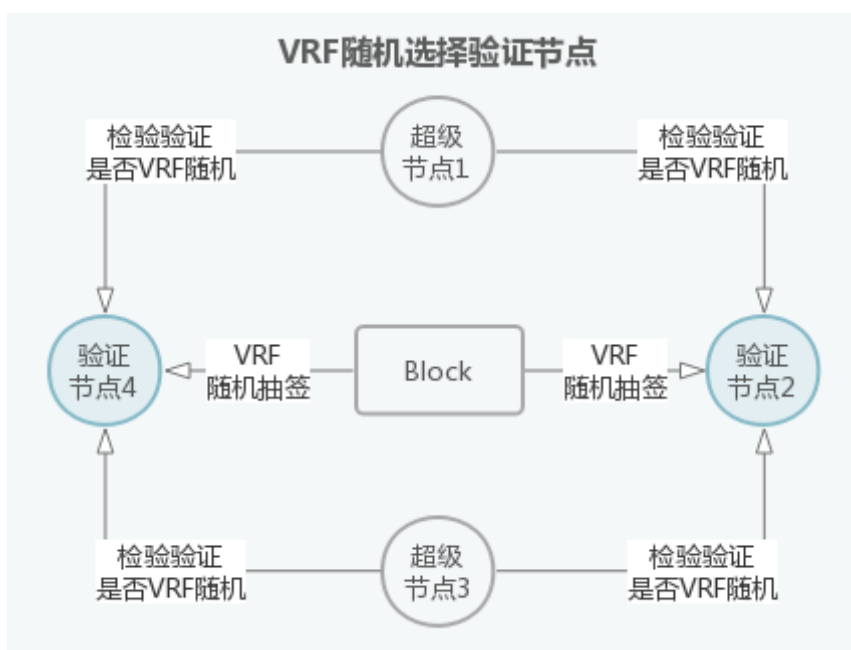 VRF随机选择验证节点
检验验证
是否VRF随机
超级
节点1
检验验证
是否VRF随机
验证
节点4
VRF
随机抽签
Block
VRF
随机抽签
验证
节点2
检验验证
是否VRF随机
超级
节点3
检验验证
是否VRF随机